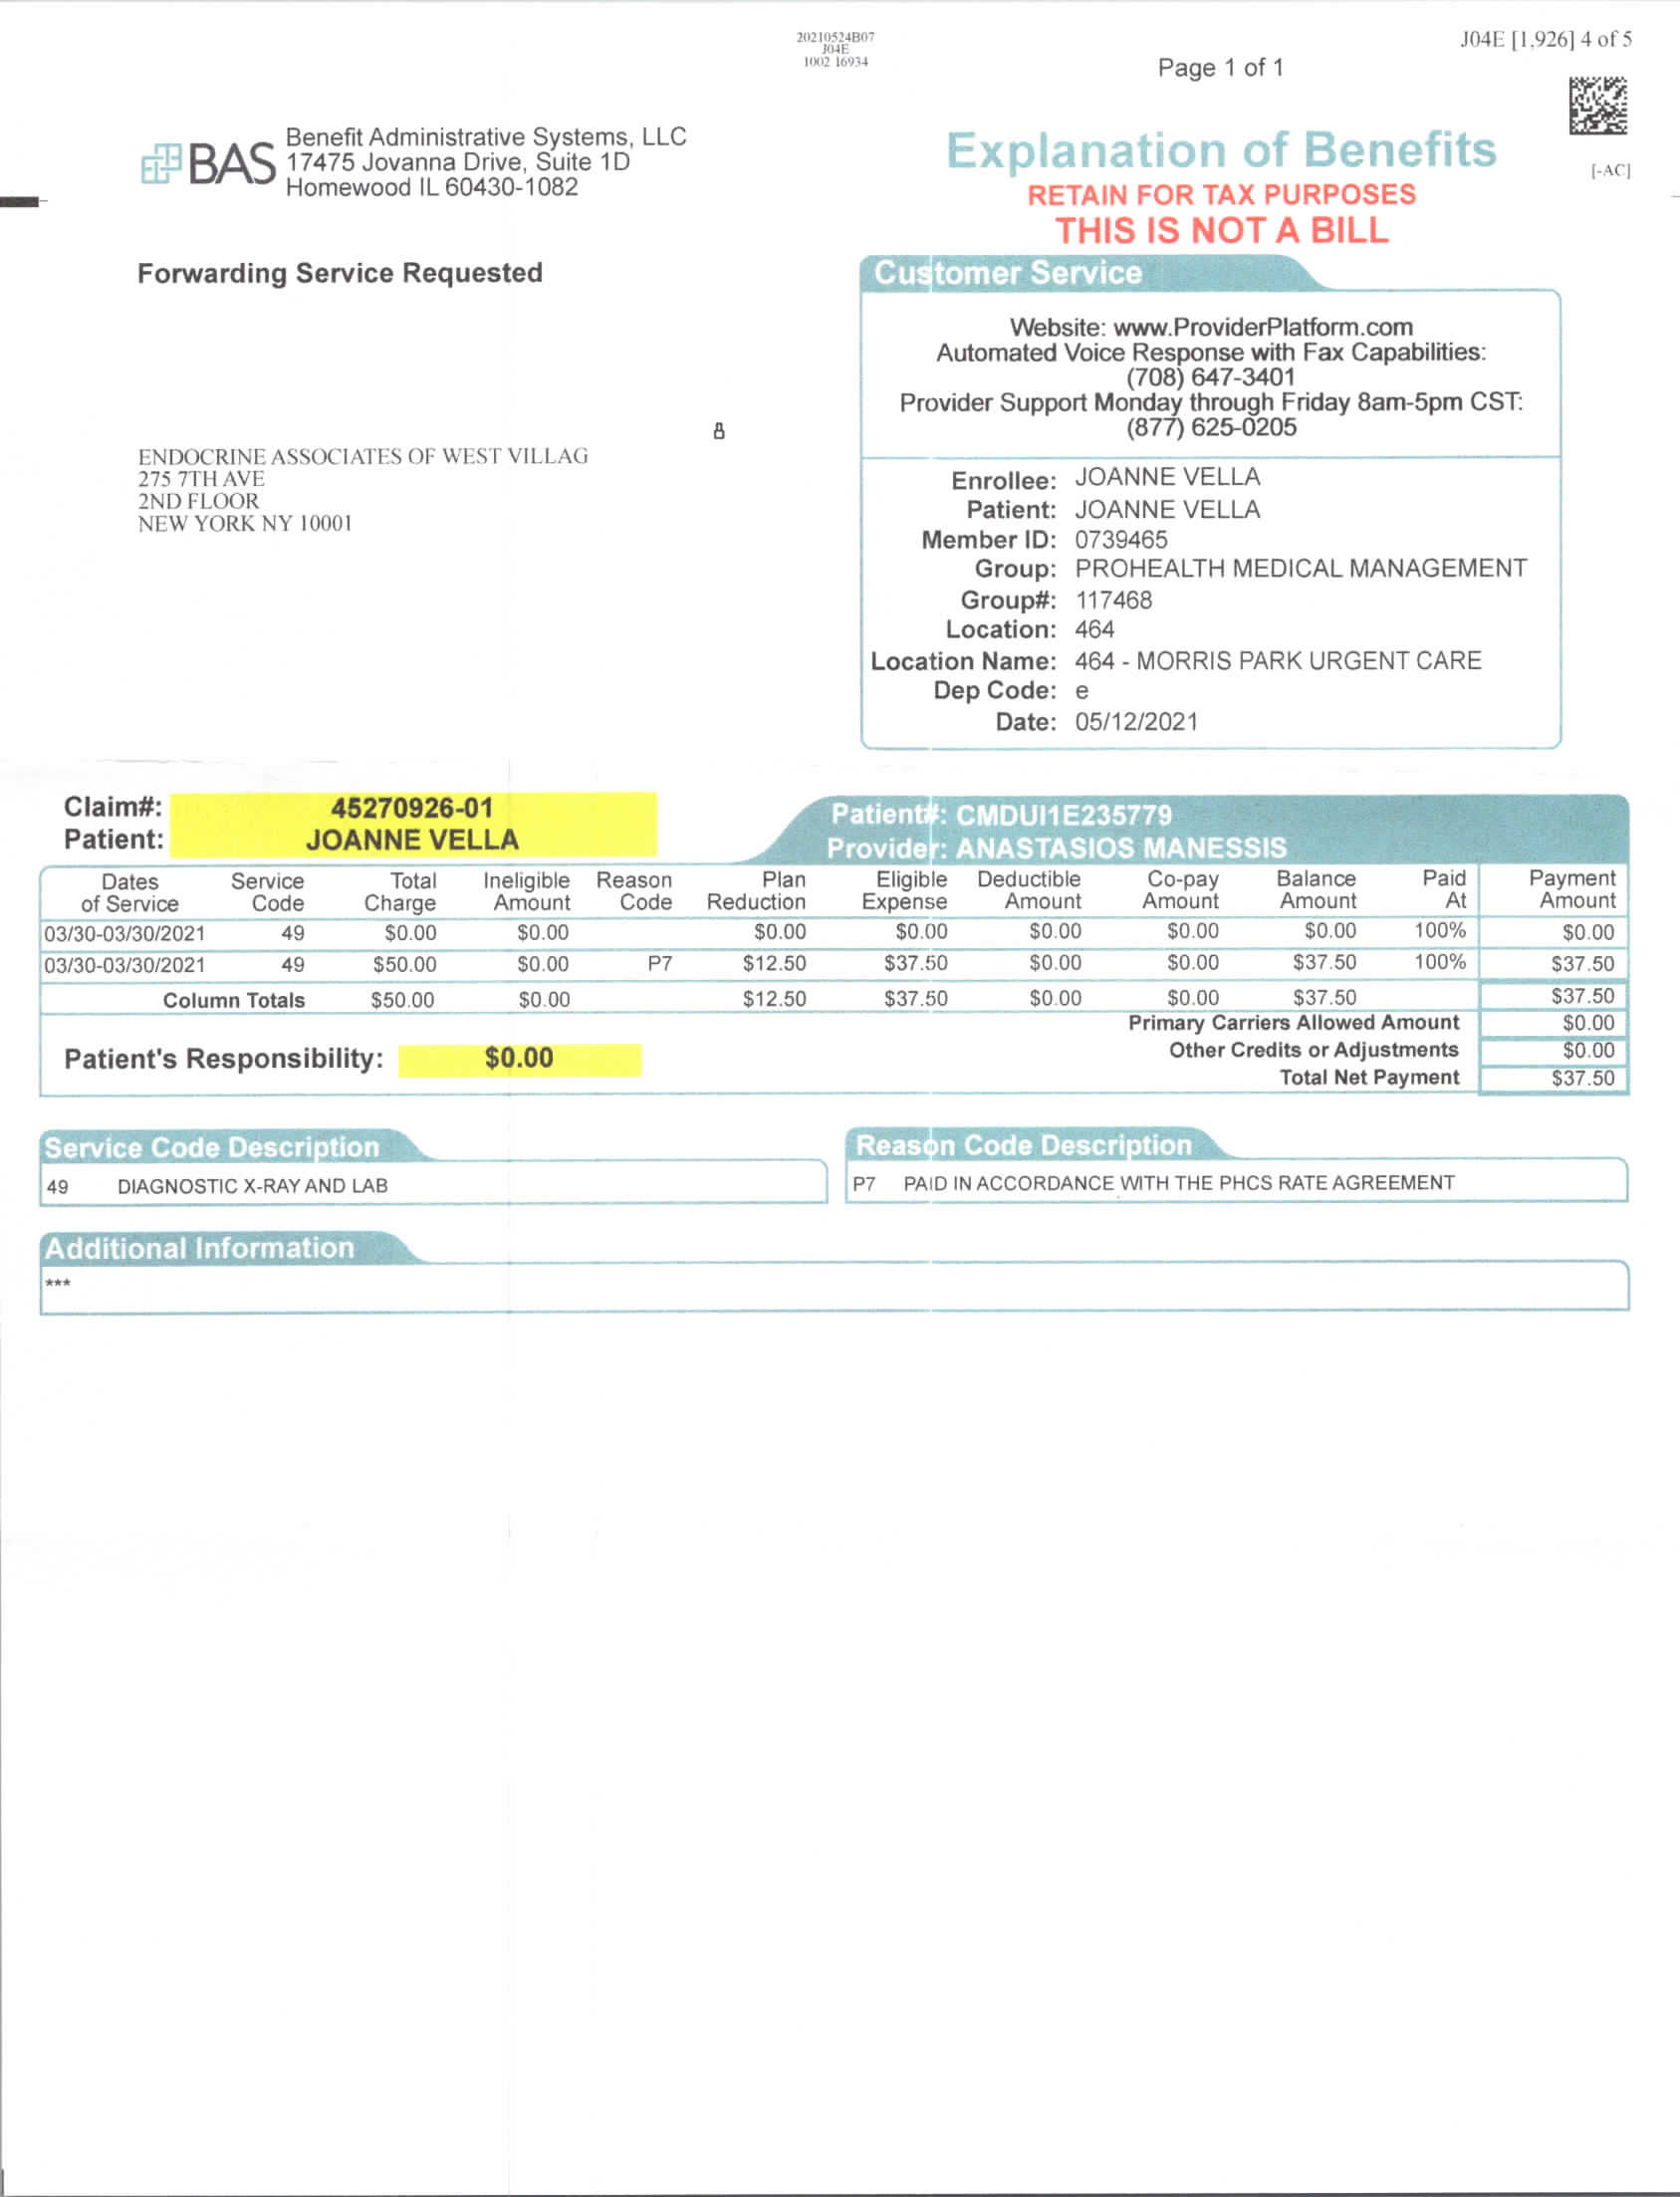 20210524B07
J04E
1002 16934
J04E [1,926] 4 of 5
Page 1 of 1
BAS
Benefit Administrative Systems, LLC
17475 Jovanna Drive, Suite 1D
Homewood IL 60430-1082
Explanation of Benefits
[-AC]
RETAIN FOR TAX PURPOSES
THIS IS NOT A BILL
Forwarding Service Requested
Customer Service
Website: www.ProviderPlatform.com
Automated Voice Response with Fax Capabilities:
(708) 647-3401
Provider Support Monday through Friday 8am-5pm CST:
(877) 625-0205
ENDOCRINE ASSOCIATES OF WEST VILLAG
275 7TH AVE
2ND FLOOR
NEW YORK NY 10001
Enrollee: JOANNE VELLA
Patient: JOANNE VELLA
Member ID: 0739465
Group: PROHEALTH MEDICAL MANAGEMENT
Group#: 117468
Location: 464
Location Name: 464 - MORRIS PARK URGENT CARE
Dep Code: e
Date: 05/12/2021
Claim#: 45270926-01
Patient: JOANNE VELLA
Patient#: CMDUI1E235779
Provider: ANASTASIOS MANESSIS
Dates of Service Service Code Total Charge Ineligible Amount Reason Code Plan Reduction Eligible Expense Deductible Amount Co-pay Amount Balance Amount Paid At Payment Amount
03/30-03/30/2021 49 $0.00 $0.00 $0.00 $0.00 $0.00 $0.00 $0.00 100% $0.00
03/30-03/30/2021 49 $50.00 $0.00 P7 $12.50 $37.50 $0.00 $0.00 $37.50 100% $37.50
Column Totals $50.00 $0.00 $12.50 $37.50 $0.00 $0.00 $37.50 $37.50
Primary Carriers Allowed Amount $0.00
Other Credits or Adjustments $0.00
Total Net Payment $37.50
Patient's Responsibility: $0.00
Service Code Description
49 DIAGNOSTIC X-RAY AND LAB
Reason Code Description
P7 PAID IN ACCORDANCE WITH THE PHCS RATE AGREEMENT
Additional Information
***